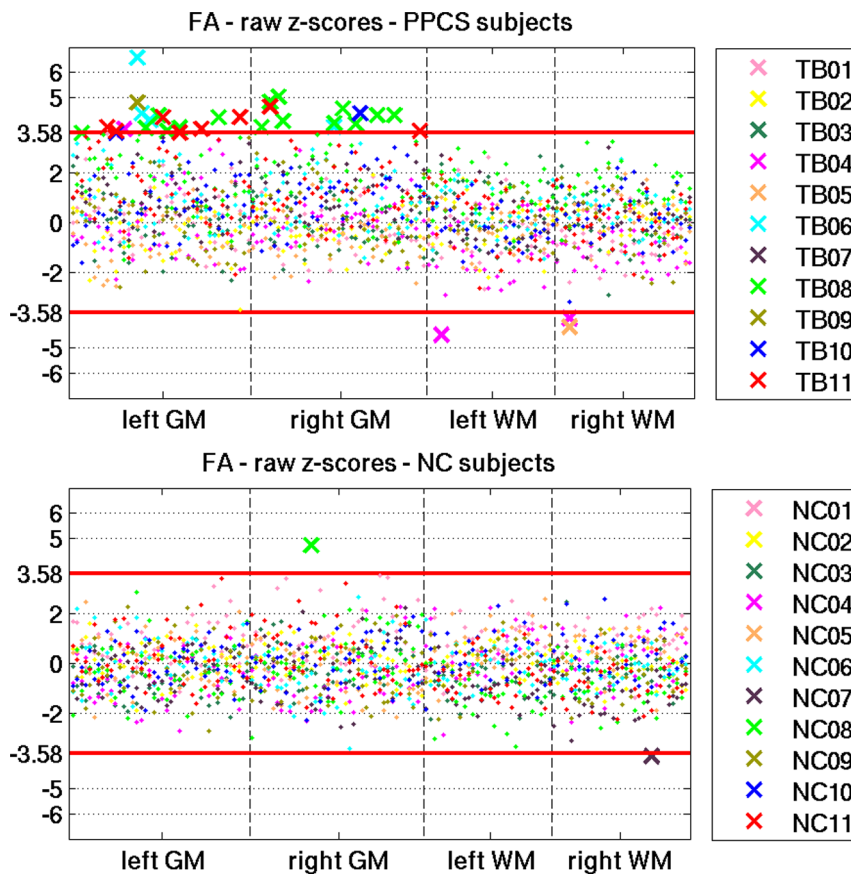 FA - raw z-scores - PPCS subjects
6
5
3.58
2
0
-2
-3.58
-5
-6
left GM
right GM
left WM
right WM
TB01
TB02
TB03
TB04
TB05
TB06
TB07
TB08
TB09
TB10
TB11
FA - raw z-scores - NC subjects
6
5
3.58
2
0
-2
-3.58
-5
-6
left GM
right GM
left WM
right WM
NC01
NC02
NC03
NC04
NC05
NC06
NC07
NC08
NC09
NC10
NC11